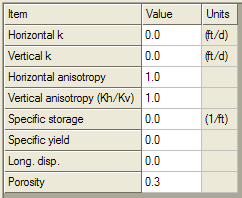 Item Value Units
Horizontal k 0.0 (ft/d)
Vertical k 0.0 (ft/d)
Horizontal anisotropy 1.0
Vertical anisotropy (Kh/Kv) 1.0
Specific storage 0.0 (1/ft)
Specific yield 0.0
Long. disp. 0.0
Porosity 0.3